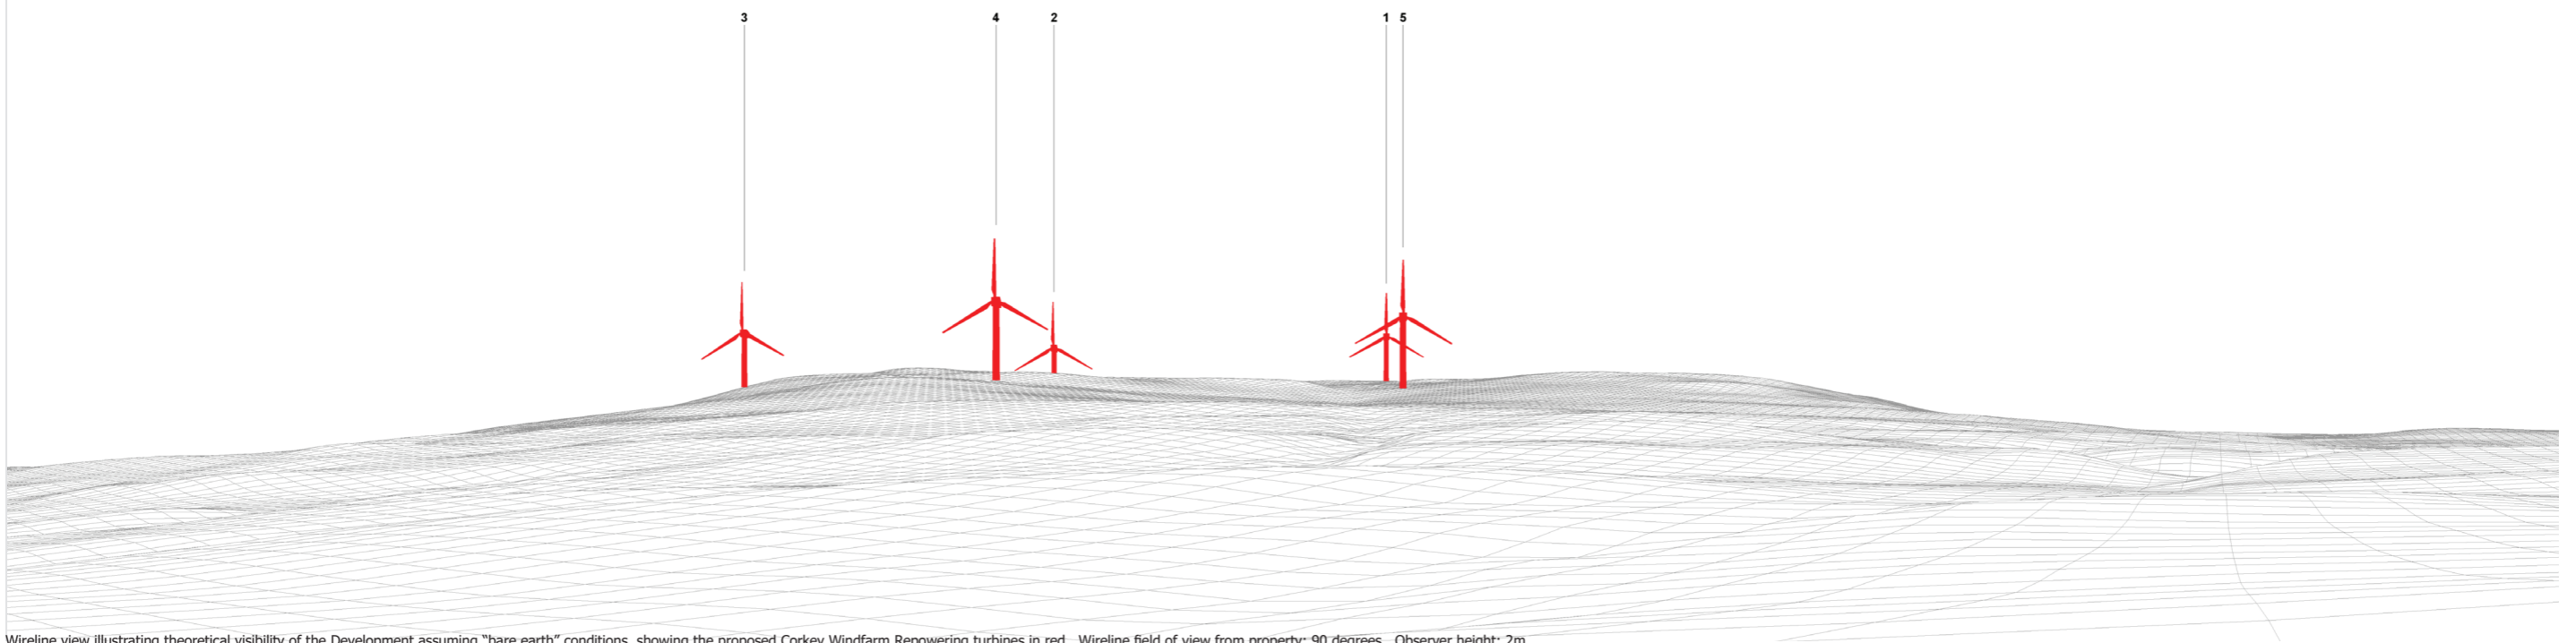 3 4 2 1 5
Wireline view illustrating theoretical visibility of the Development assuming “bare earth” conditions, showing the proposed Corkey Windfarm Repowering turbines in red. Wireline field of view from property: 90 degrees. Observer height: 2m